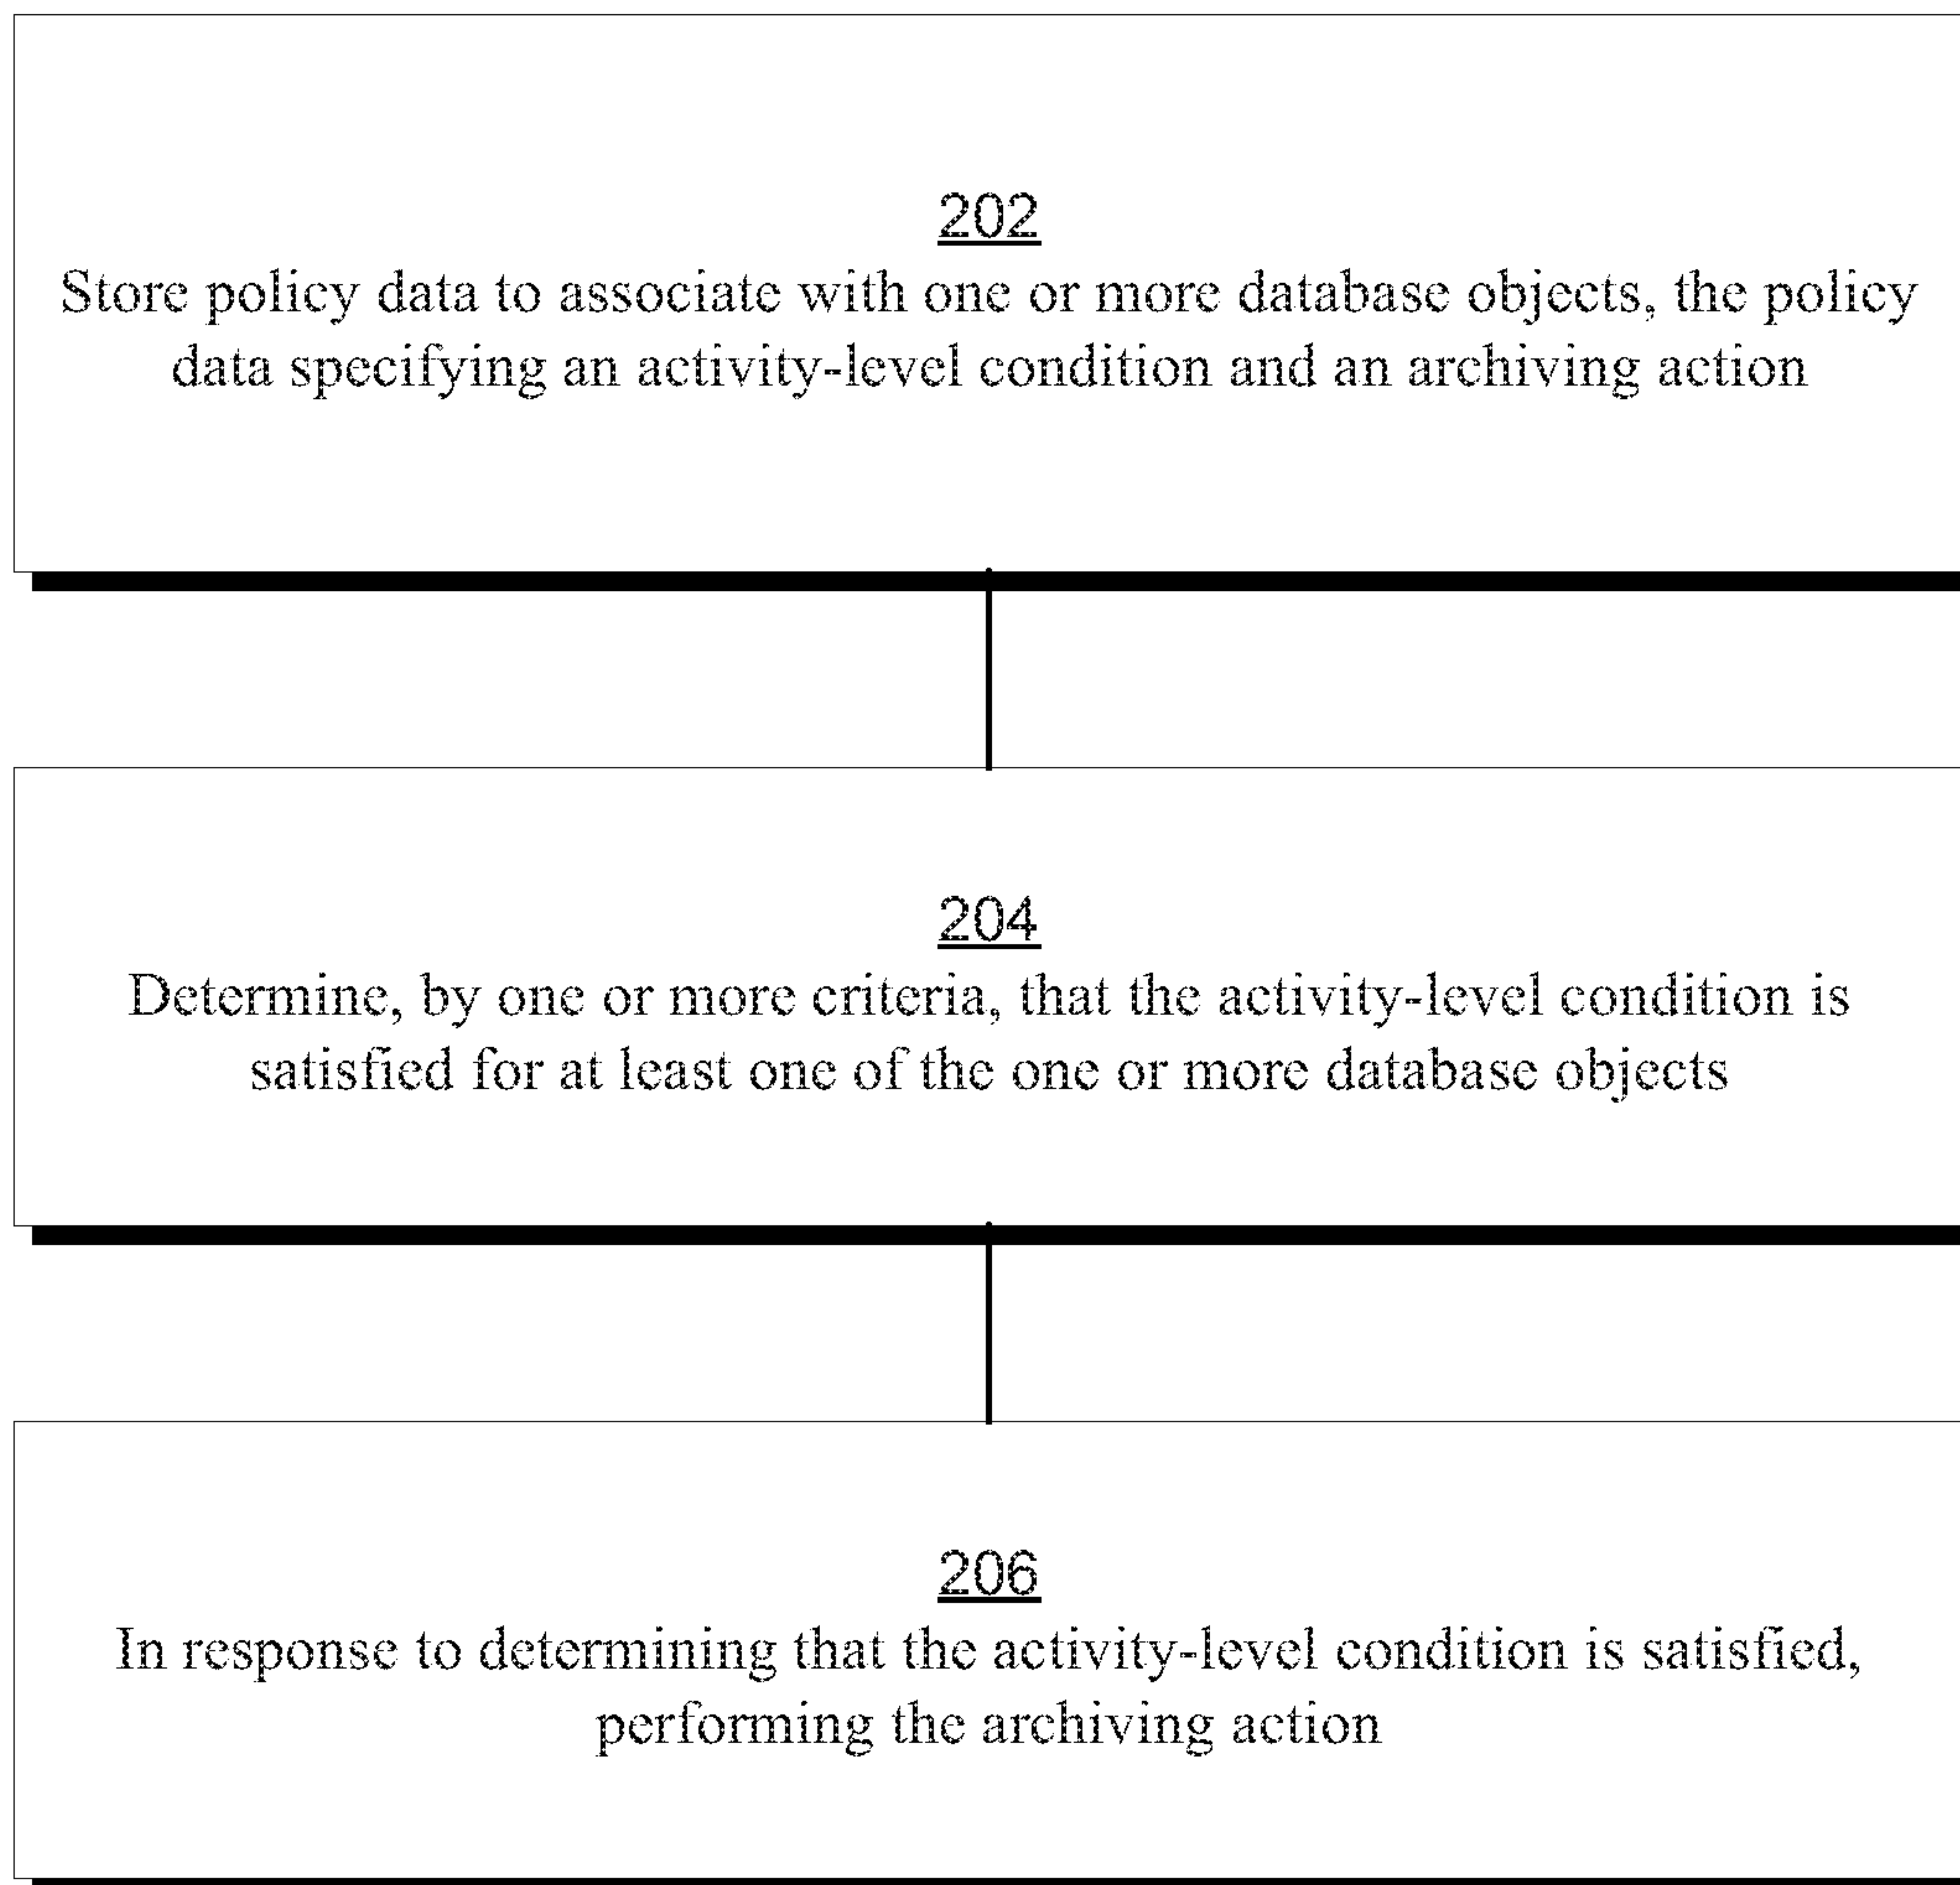 202
Store policy data to associate with one or more database objects, the policy
data specifying an activity-level condition and an archiving action
204
Determine, by one or more criteria, that the activity-level condition is
satisfied for at least one of the one or more database objects
206
In response to determining that the activity-level condition is satisfied,
performing the archiving action